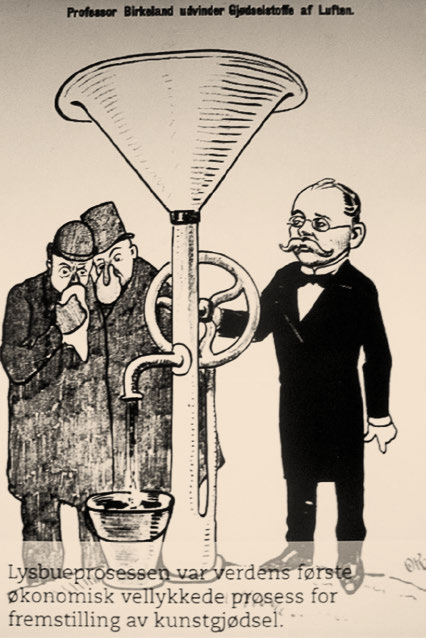 Professor Birkeland udvinder Gjødselstoffe af Luften.
Lysbueprosessen var verdens første
økonomisk vellykkede prosess for
fremstilling av kunstgjødsel.